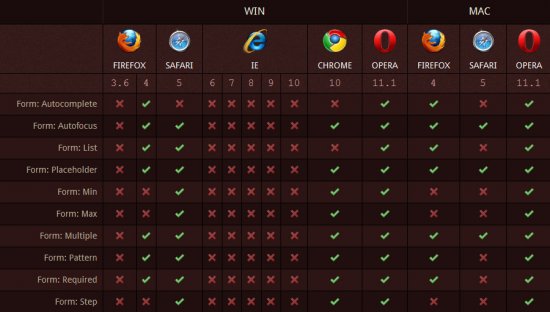 WIN MAC
FIREFOX SAFARI IE CHROME OPERA FIREFOX SAFARI OPERA
3.6 4 5 6 7 8 9 10 10 11.1 4 5 11.1
Form: Autocomplete
Form: Autofocus
Form: List
Form: Placeholder
Form: Min
Form: Max
Form: Multiple
Form: Pattern
Form: Required
Form: Step